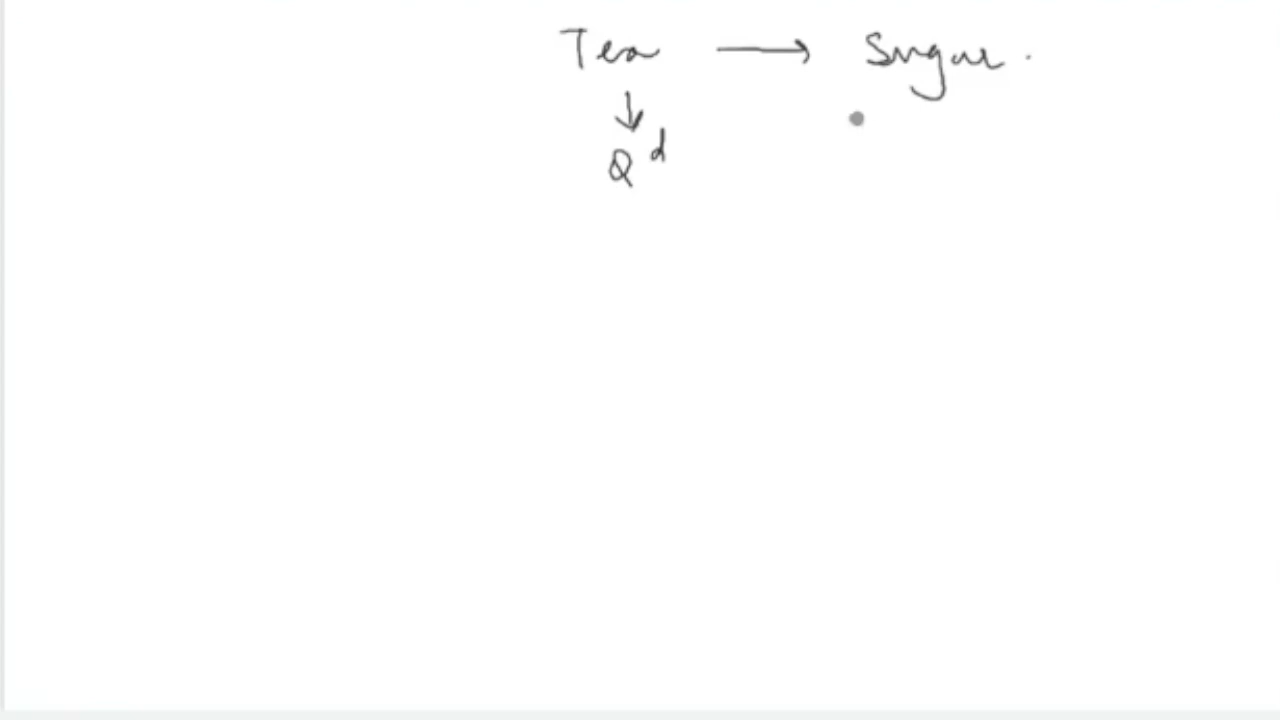 Tea → Sugar.
↓
Q^d